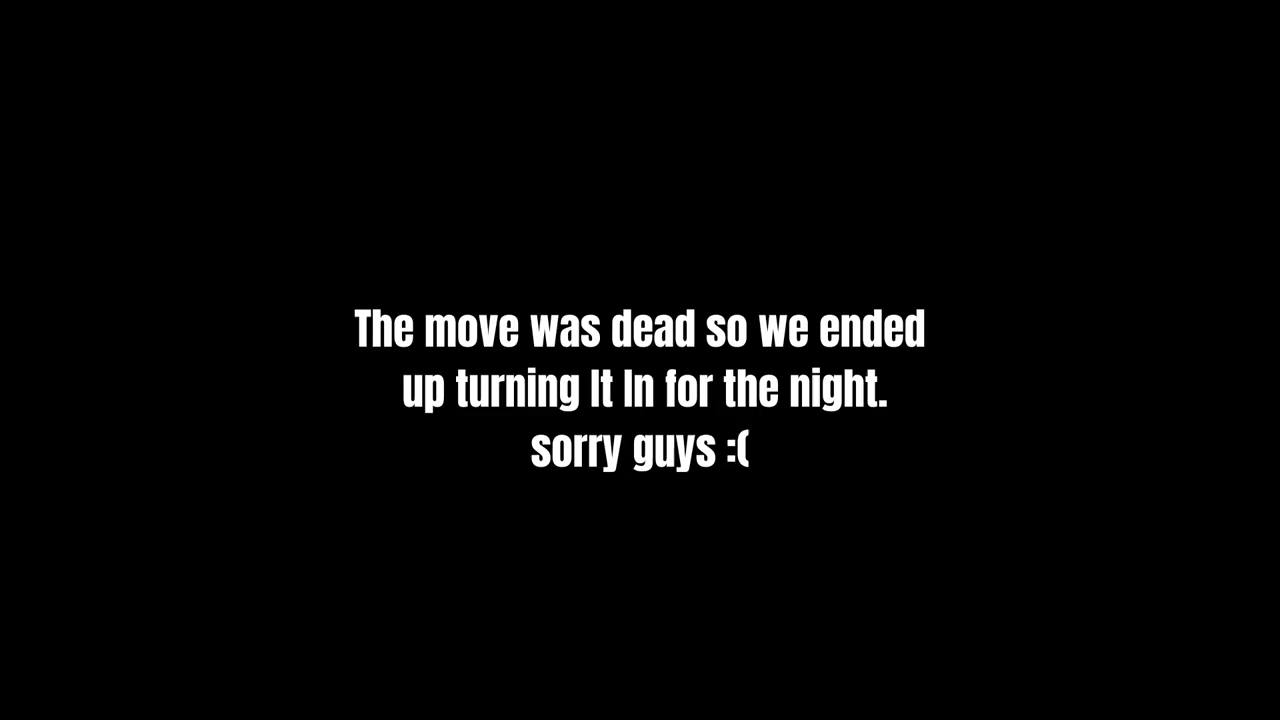 The move was dead so we ended
up turning It In for the night.
sorry guys :(